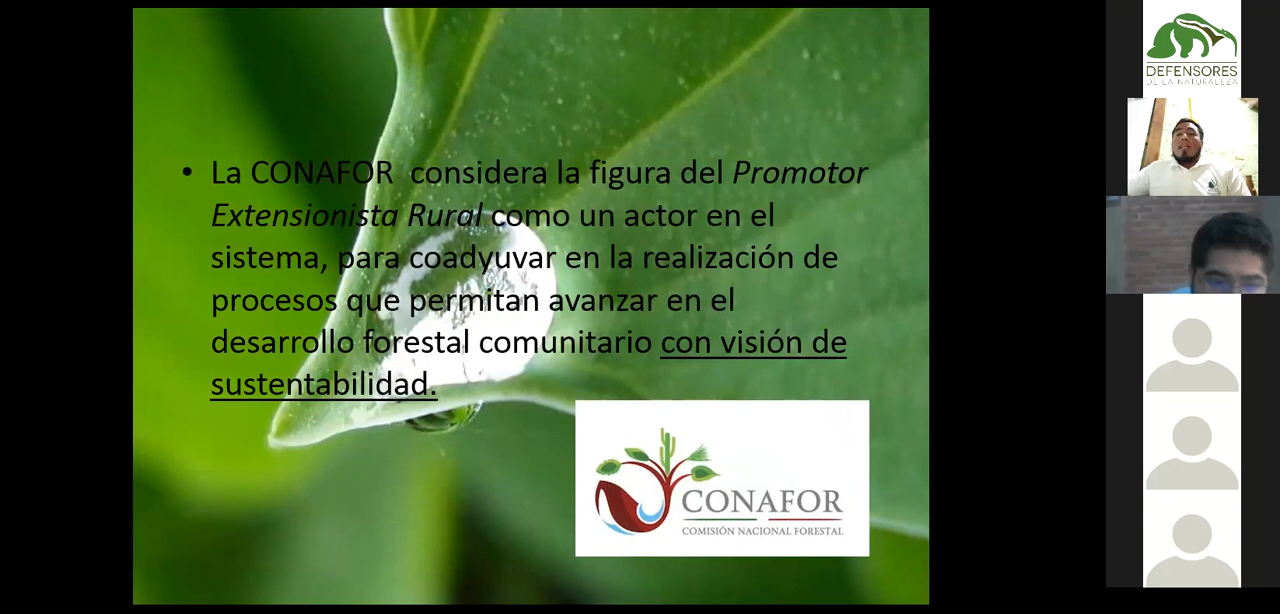 • La CONAFOR considera la figura del Promotor
Extensionista Rural como un actor en el
sistema, para coadyuvar en la realización de
procesos que permitan avanzar en el
desarrollo forestal comunitario con visión de
sustentabilidad.
CONAFOR
COMISIÓN NACIONAL FORESTAL
DEFENSORES
DE LA NATURALEZA